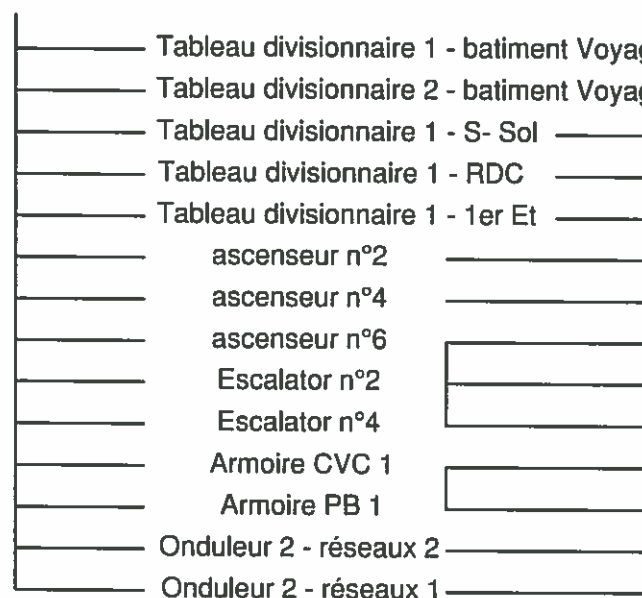 Tableau divisionnaire 1 - batiment Voyag
Tableau divisionnaire 2 - batiment Voyag
Tableau divisionnaire 1 - S- Sol
Tableau divisionnaire 1 - RDC
Tableau divisionnaire 1 - 1er Et
ascenseur n°2
ascenseur n°4
ascenseur n°6
Escalator n°2
Escalator n°4
Armoire CVC 1
Armoire PB 1
Onduleur 2 - réseaux 2
Onduleur 2 - réseaux 1